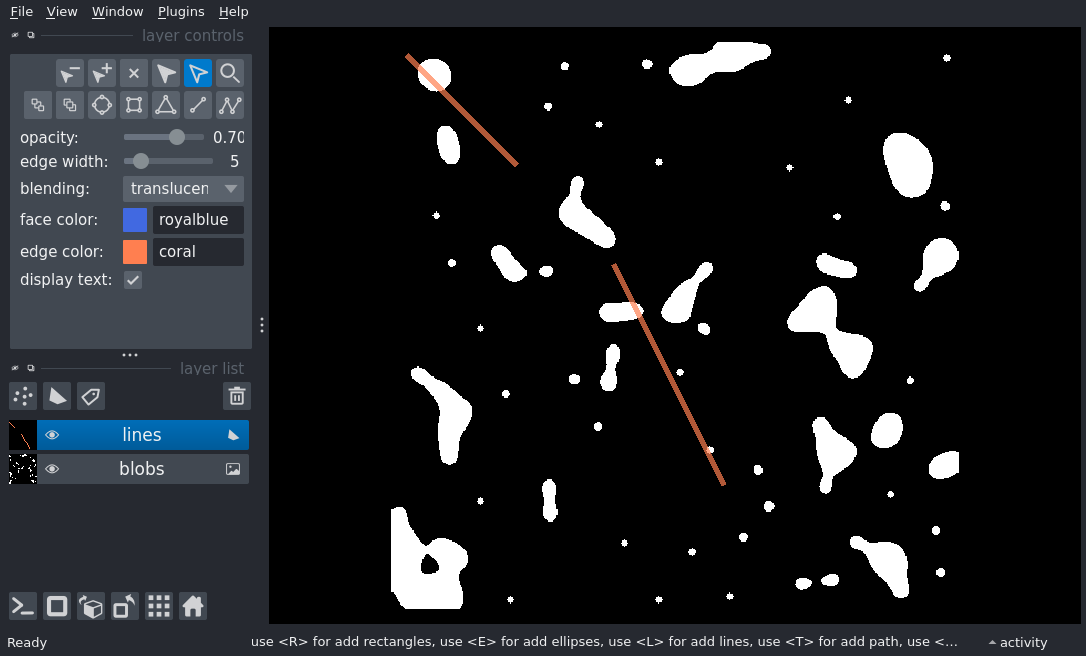 File View Window Plugins Help
layer controls
opacity: 0.70
edge width: 5
blending: translucen
face color: royalblue
edge color: coral
display text:
layer list
lines
blobs
Ready use <R> for add rectangles, use <E> for add ellipses, use <L> for add lines, use <T> for add path, use <... activity